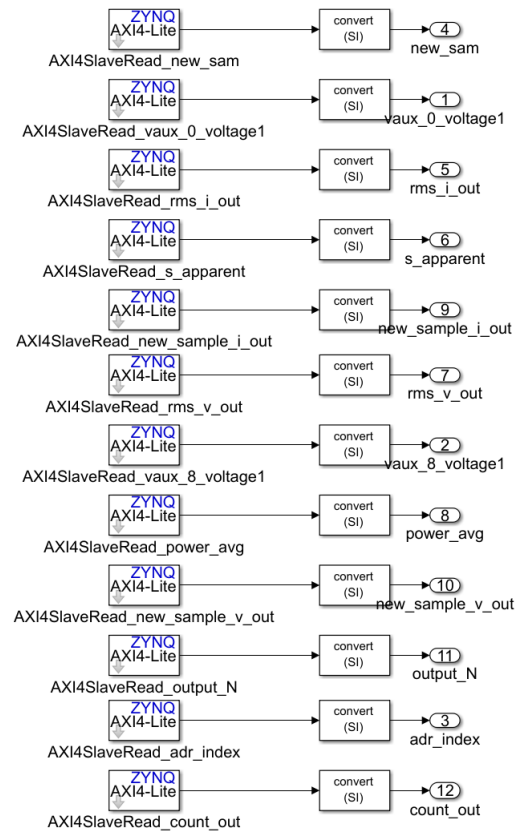 ZYNQ
AXI4-Lite
convert
(SI)
4
new_sam
AXI4SlaveRead_new_sam
ZYNQ
AXI4-Lite
convert
(SI)
1
vaux_0_voltage1
AXI4SlaveRead_vaux_0_voltage1
ZYNQ
AXI4-Lite
convert
(SI)
5
rms_i_out
AXI4SlaveRead_rms_i_out
ZYNQ
AXI4-Lite
convert
(SI)
6
s_apparent
AXI4SlaveRead_s_apparent
ZYNQ
AXI4-Lite
convert
(SI)
9
new_sample_i_out
AXI4SlaveRead_new_sample_i_out
ZYNQ
AXI4-Lite
convert
(SI)
7
rms_v_out
AXI4SlaveRead_rms_v_out
ZYNQ
AXI4-Lite
convert
(SI)
2
vaux_8_voltage1
AXI4SlaveRead_vaux_8_voltage1
ZYNQ
AXI4-Lite
convert
(SI)
8
power_avg
AXI4SlaveRead_power_avg
ZYNQ
AXI4-Lite
convert
(SI)
10
new_sample_v_out
AXI4SlaveRead_new_sample_v_out
ZYNQ
AXI4-Lite
convert
(SI)
11
output_N
AXI4SlaveRead_output_N
ZYNQ
AXI4-Lite
convert
(SI)
3
adr_index
AXI4SlaveRead_adr_index
ZYNQ
AXI4-Lite
convert
(SI)
12
count_out
AXI4SlaveRead_count_out